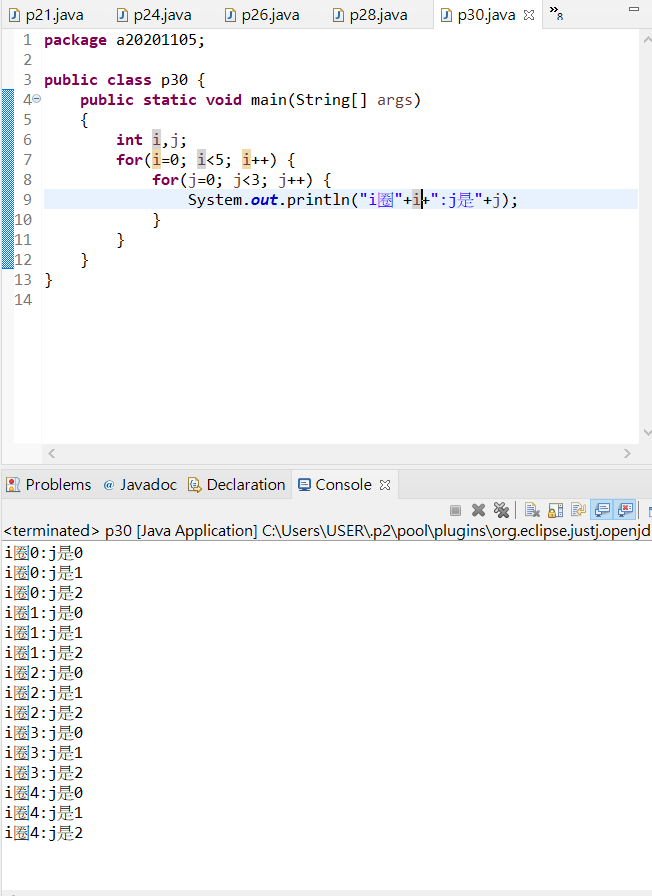 p21.java p24.java p26.java p28.java p30.java »8
1 package a20201105;
2
3 public class p30 {
4 public static void main(String[] args)
5 {
6 int i,j;
7 for(i=0; i<5; i++) {
8 for(j=0; j<3; j++) {
9 System.out.println("i圈"+i+":j是"+j);
10 }
11 }
12 }
13 }
14
Problems @ Javadoc Declaration Console
<terminated> p30 [Java Application] C:\Users\USER\.p2\pool\plugins\org.eclipse.justj.openjd
i圈0:j是0
i圈0:j是1
i圈0:j是2
i圈1:j是0
i圈1:j是1
i圈1:j是2
i圈2:j是0
i圈2:j是1
i圈2:j是2
i圈3:j是0
i圈3:j是1
i圈3:j是2
i圈4:j是0
i圈4:j是1
i圈4:j是2